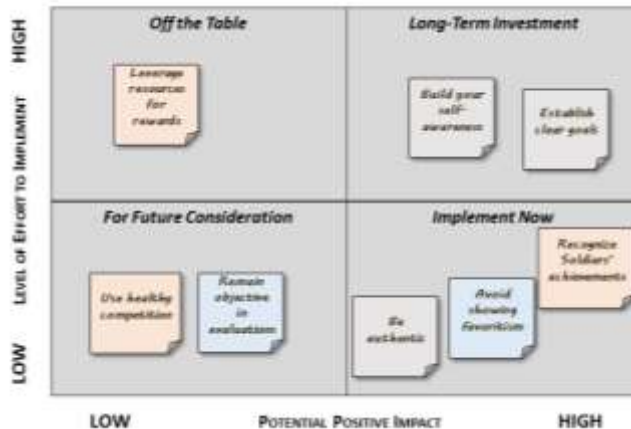 HIGH
Off the Table
Long-Term Investment
Leverage
resources
for
rewards
Build your
self-
awareness
Establish
clear goals
LEVEL OF EFFORT TO IMPLEMENT
For Future Consideration
Implement Now
Use healthy
competition
Remain
objective
in
evaluations
Be
authentic
Avoid
showing
favoritism
Recognize
Soldiers'
achievements
LOW
LOW
POTENTIAL POSITIVE IMPACT
HIGH